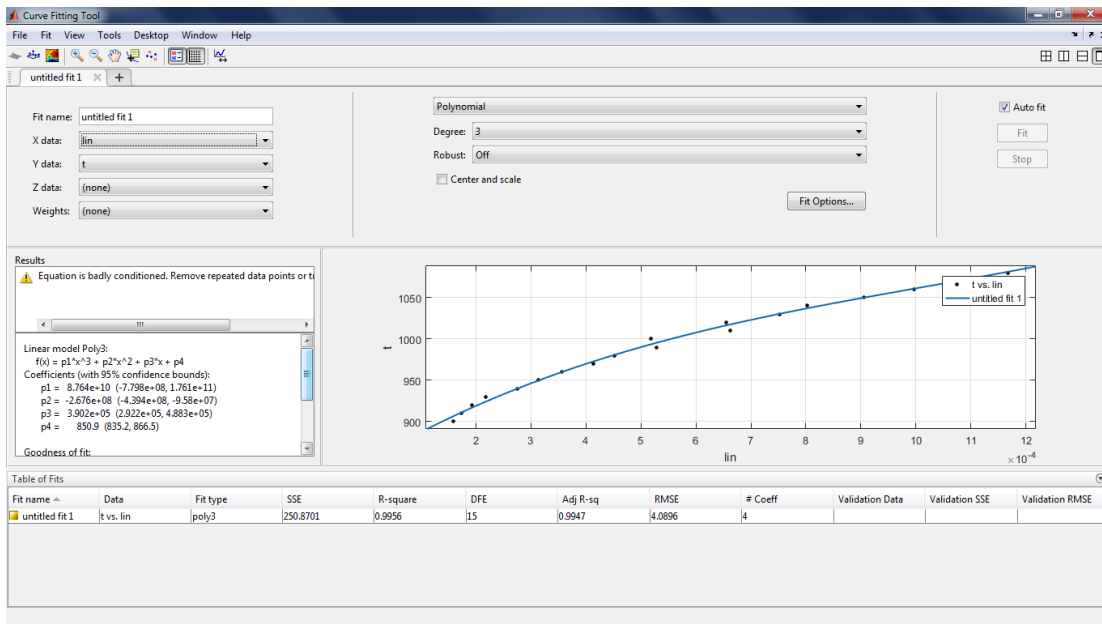 Curve Fitting Tool
File Fit View Tools Desktop Window Help
untitled fit 1
Fit name: untitled fit 1
X data: lin
Y data: t
Z data: (none)
Weights: (none)
Polynomial
Degree: 3
Robust: Off
Center and scale
Fit Options...
Auto fit
Fit
Stop
Results
Equation is badly conditioned. Remove repeated data points or tr
Linear model Poly3:
f(x) = p1*x^3 + p2*x^2 + p3*x + p4
Coefficients (with 95% confidence bounds):
p1 = 8.764e+10 (-7.798e+08, 1.761e+11)
p2 = -2.676e+08 (-4.394e+08, -9.58e+07)
p3 = 3.902e+05 (2.922e+05, 4.883e+05)
p4 = 850.9 (835.2, 866.5)
Goodness of fit:
t
1050
1000
950
900
2 3 4 5 6 7 8 9 10 11 12
lin
×10^-4
t vs. lin
untitled fit 1
Table of Fits
Fit name Data Fit type SSE R-square DFE Adj R-sq RMSE # Coeff Validation Data Validation SSE Validation RMSE
untitled fit 1 t vs. lin poly3 250.8701 0.9956 15 0.9947 4.0896 4